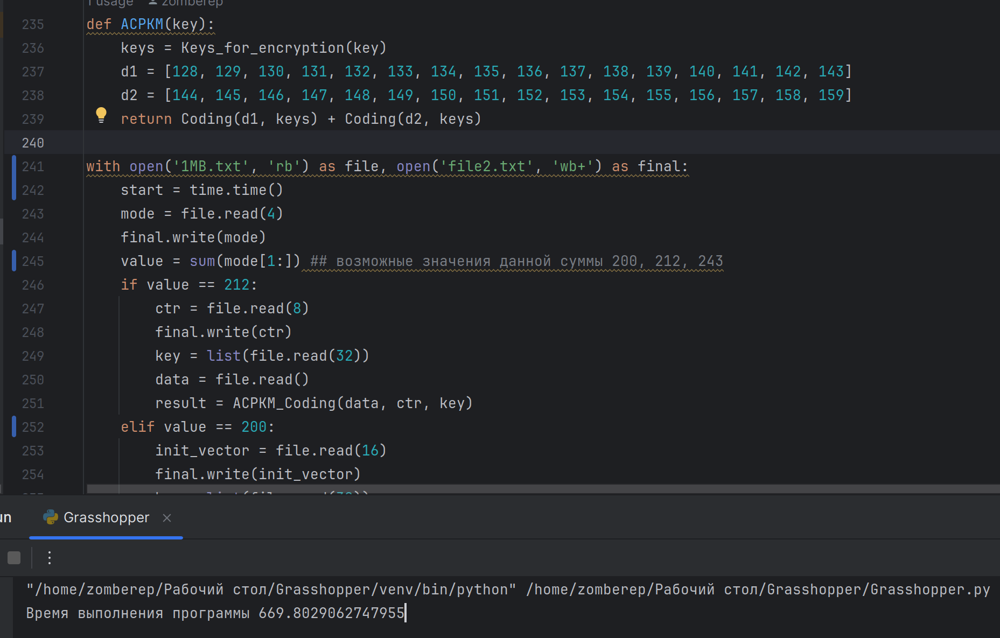 1 usage zomberep
235 def ACPKM(key):
236 keys = Keys_for_encryption(key)
237 d1 = [128, 129, 130, 131, 132, 133, 134, 135, 136, 137, 138, 139, 140, 141, 142, 143]
238 d2 = [144, 145, 146, 147, 148, 149, 150, 151, 152, 153, 154, 155, 156, 157, 158, 159]
239 return Coding(d1, keys) + Coding(d2, keys)
240
241 with open('1MB.txt', 'rb') as file, open('file2.txt', 'wb+') as final:
242 start = time.time()
243 mode = file.read(4)
244 final.write(mode)
245 value = sum(mode[1:]) ## возможные значения данной суммы 200, 212, 243
246 if value == 212:
247 ctr = file.read(8)
248 final.write(ctr)
249 key = list(file.read(32))
250 data = file.read()
251 result = ACPKM_Coding(data, ctr, key)
252 elif value == 200:
253 init_vector = file.read(16)
254 final.write(init_vector)
Grasshopper
"/home/zomberep/Рабочий стол/Grasshopper/venv/bin/python" /home/zomberep/Рабочий стол/Grasshopper/Grasshopper.py
Время выполнения программы 669.8029062747955